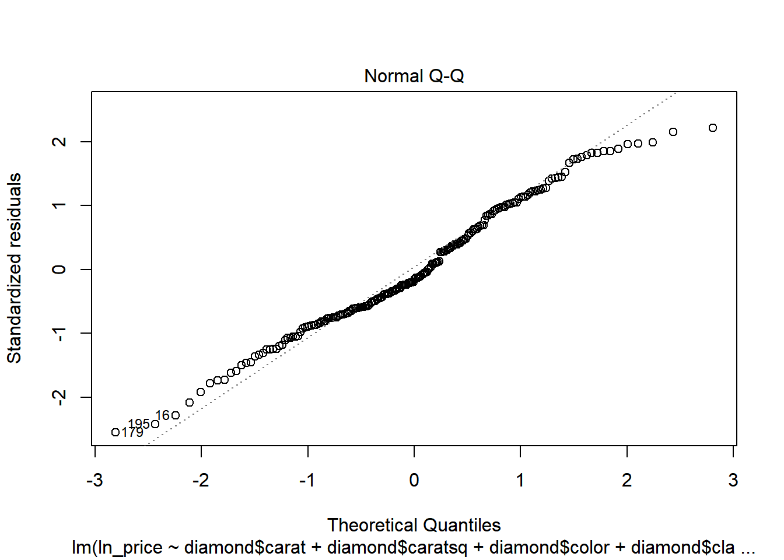 Normal Q-Q
Standardized residuals
2
1
0
-1
-2
16
195
179
-3 -2 -1 0 1 2 3
Theoretical Quantiles
lm(ln_price ~ diamond$carat + diamond$caratsq + diamond$color + diamond$cla ...